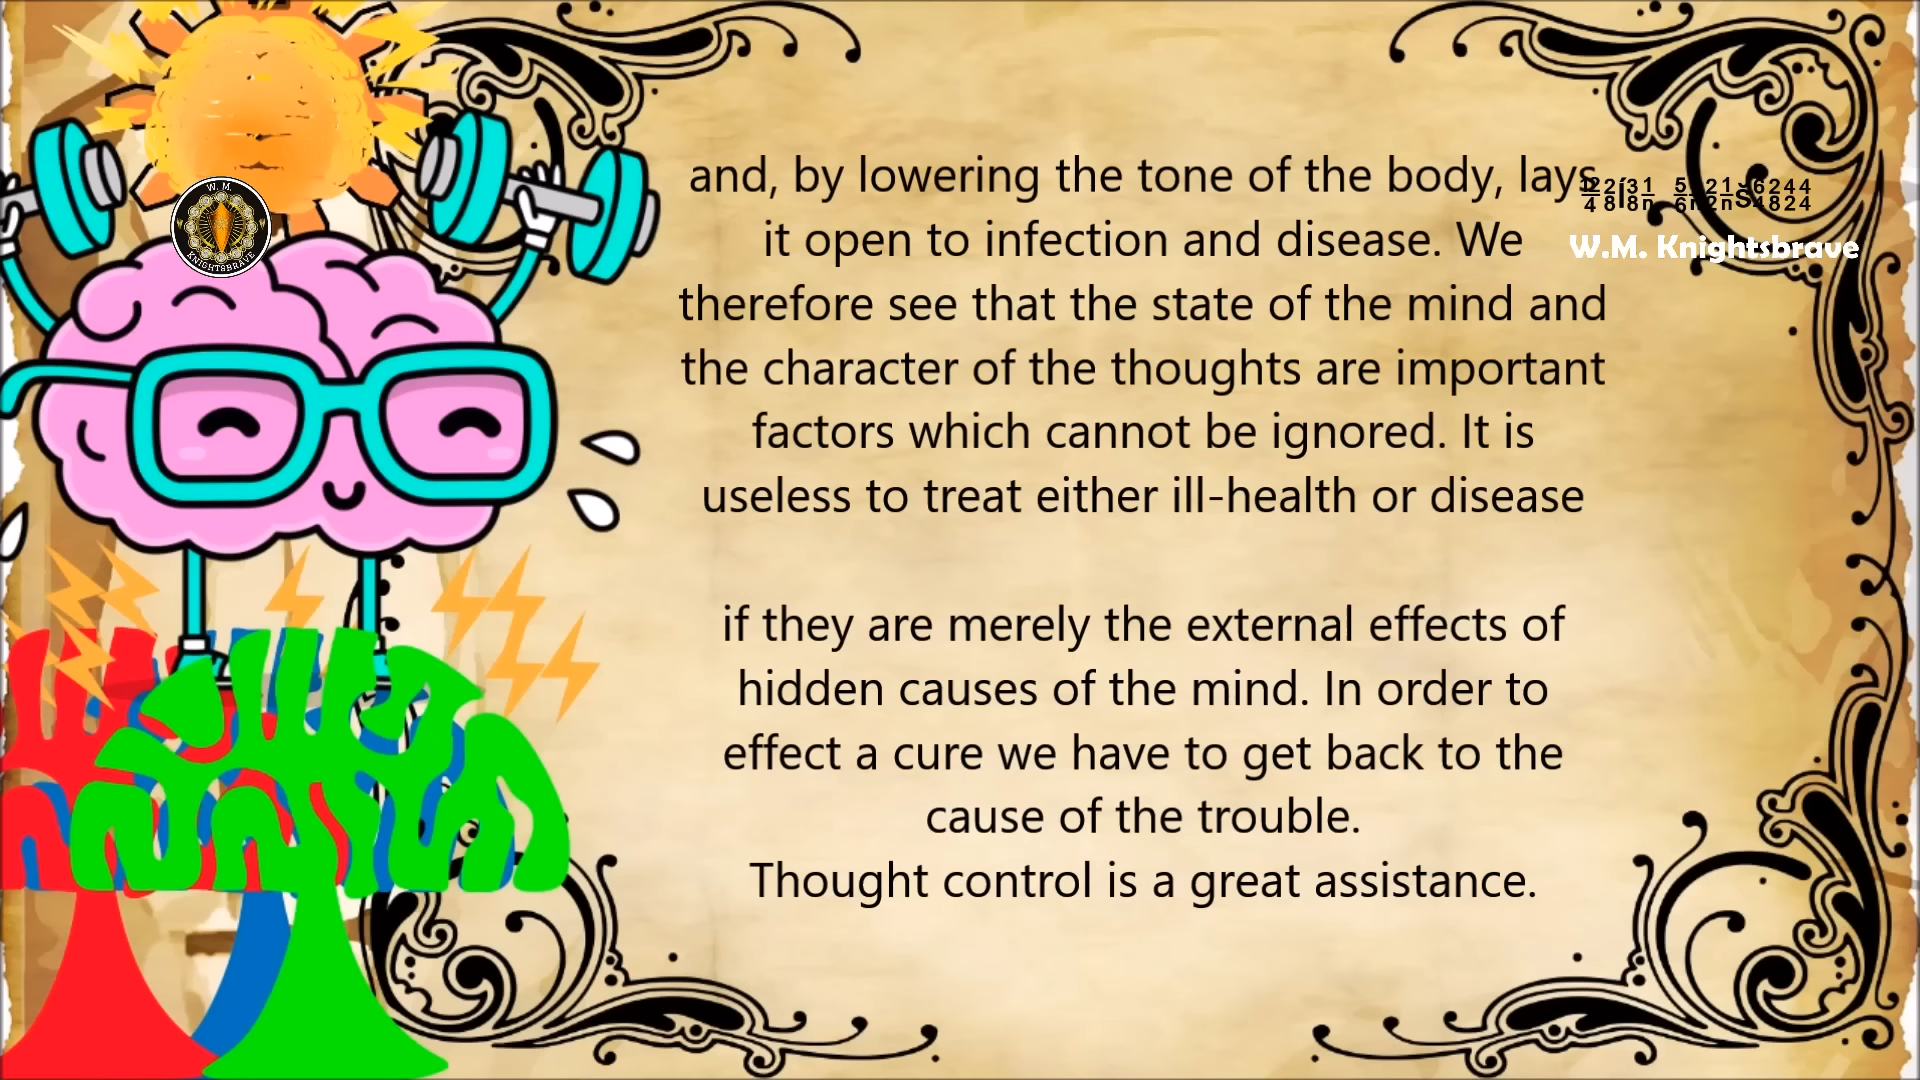 and, by lowering the tone of the body, lays
it open to infection and disease. We
therefore see that the state of the mind and
the character of the thoughts are important
factors which cannot be ignored. It is
useless to treat either ill-health or disease
if they are merely the external effects of
hidden causes of the mind. In order to
effect a cure we have to get back to the
cause of the trouble.
Thought control is a great assistance.
W.M. Knightsbrave
W. M.
KNIGHTSBRAVE